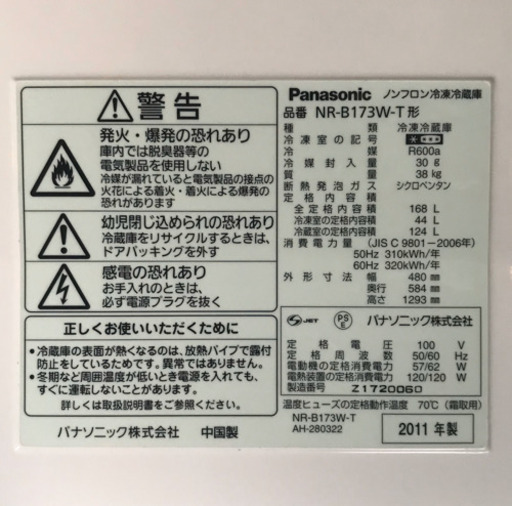 警告
発火・爆発の恐れあり
庫内では脱臭器等の
電気製品を使用しない
冷媒が漏れていると電気製品の接点の
火花による着火・着火による爆発の
恐れがあります
幼児閉じ込められの恐れあり
冷蔵庫をリサイクルするときは、
ドアパッキングを外す
感電の恐れあり
お手入れのときは、
必ず電源プラグを抜く
正しくお使いいただくために
・冷蔵庫の表面が熱くなるのは、放熱パイプで露付
防止をしているためです。異常ではありません。
・冬期など周囲温度が低いとき電源を入れても、
すぐに運転しないことがあります。
詳しくは取扱説明書をご参照ください。
パナソニック株式会社 中国製
Panasonic ノンフロン冷凍冷蔵庫
品番 NR-B173W-T形
種類 冷凍冷蔵庫
冷凍室の記号
冷媒 R600a
冷媒封入量 30 g
質量 38 kg
断熱発泡ガス シクロペンタン
定格内容積
全定格内容積 168 L
冷凍室の定格内容積 44 L
冷蔵室の定格内容積 124 L
消費電力量(JIS C 9801-2006年)
50Hz 310kWh/年
60Hz 320kWh/年
外形寸法 幅 480 mm
奥行 584 mm
高さ 1293 mm
JET PSE パナソニック株式会社
定格電圧 100 V
定格周波数 50/60 Hz
電動機の定格消費電力 57/62 W
電熱装置の定格消費電力 120/120 W
製造番号 Z1720060
温度ヒューズの定格動作温度 70℃(霜取用)
NR-B173W-T
AH-280322
2011 年製